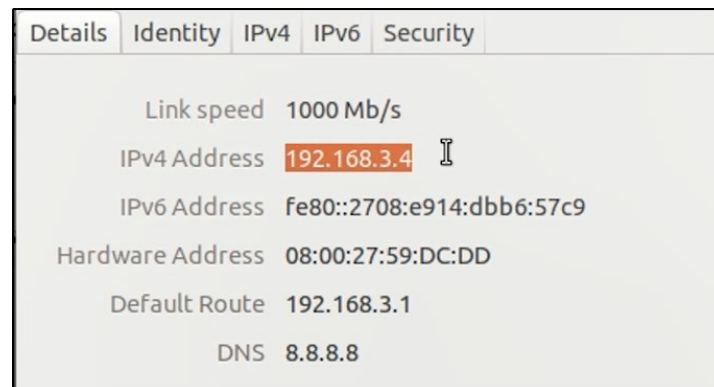 Details Identity IPv4 IPv6 Security
Link speed 1000 Mb/s
IPv4 Address 192.168.3.4
IPv6 Address fe80::2708:e914:dbb6:57c9
Hardware Address 08:00:27:59:DC:DD
Default Route 192.168.3.1
DNS 8.8.8.8